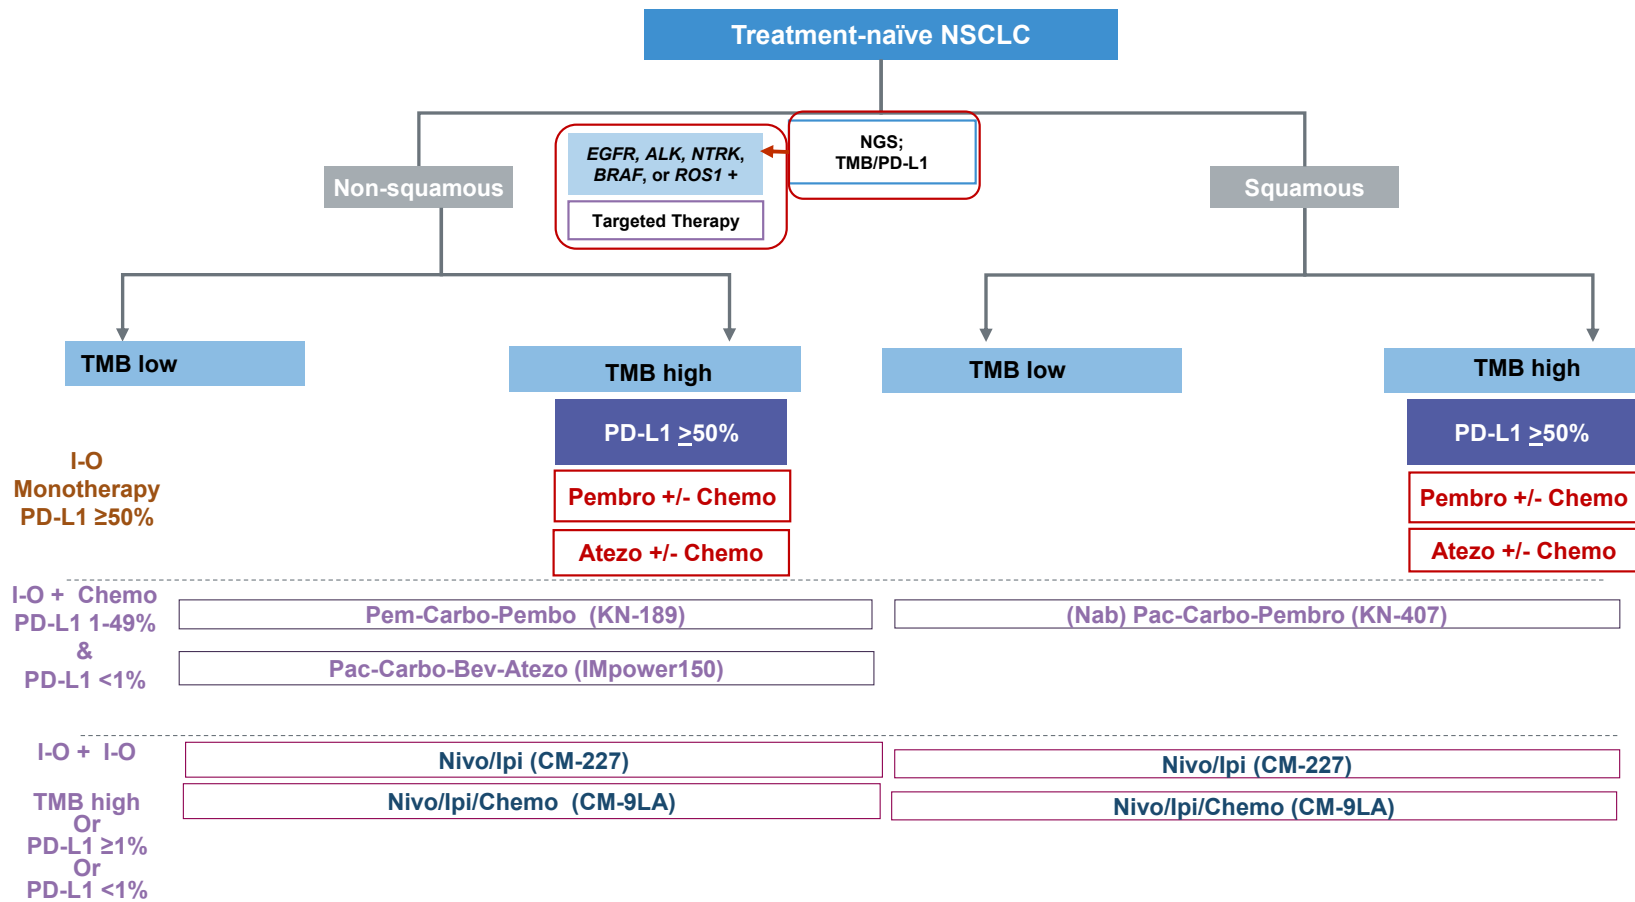 Treatment-naïve NSCLC
NGS;
TMB/PD-L1
EGFR, ALK, NTRK,
BRAF, or ROS1 +
Targeted Therapy
Non-squamous
Squamous
TMB low
TMB high
TMB low
TMB high
PD-L1 ≥50%
PD-L1 ≥50%
I-O
Monotherapy
PD-L1 ≥50%
Pembro +/- Chemo
Pembro +/- Chemo
Atezo +/- Chemo
Atezo +/- Chemo
I-O + Chemo
PD-L1 1-49%
&
PD-L1 <1%
Pem-Carbo-Pembo (KN-189)
(Nab) Pac-Carbo-Pembro (KN-407)
Pac-Carbo-Bev-Atezo (IMpower150)
I-O + I-O
Nivo/Ipi (CM-227)
Nivo/Ipi (CM-227)
TMB high
Or
PD-L1 ≥1%
Or
PD-L1 <1%
Nivo/Ipi/Chemo (CM-9LA)
Nivo/Ipi/Chemo (CM-9LA)